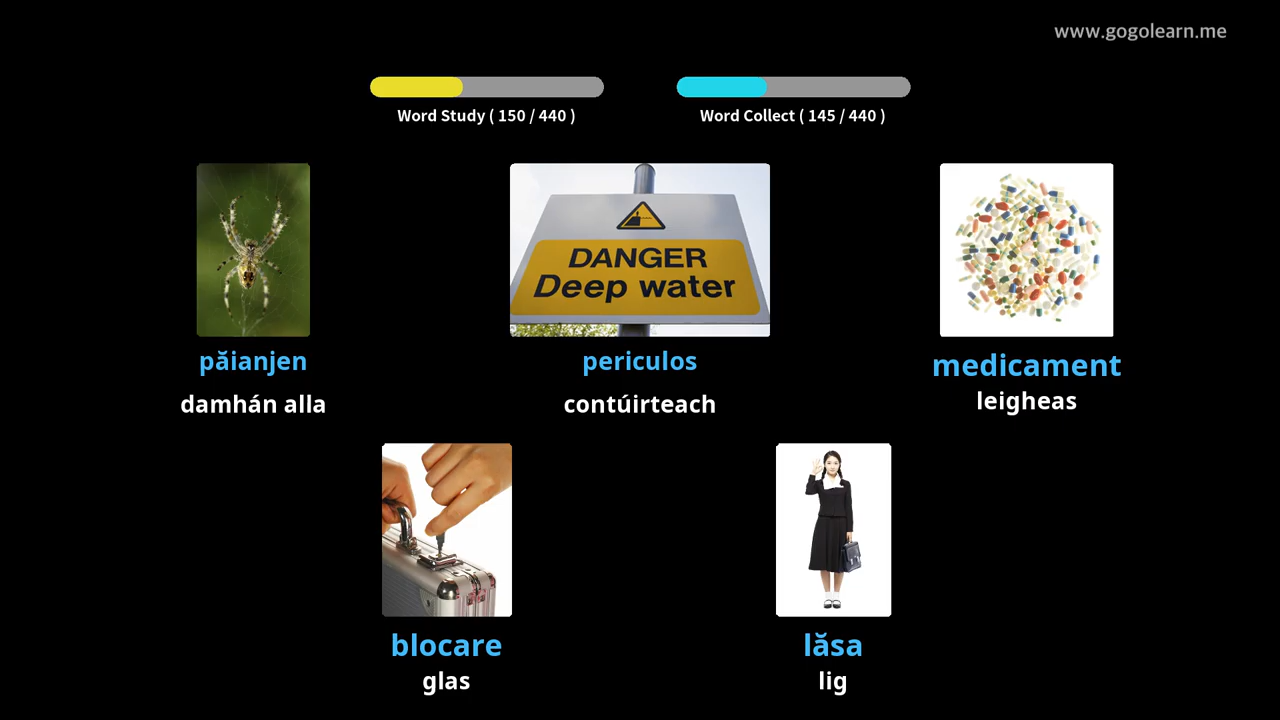 www.gogolearn.me
Word Study ( 150 / 440 )
Word Collect ( 145 / 440 )
DANGER
Deep water
păianjen
periculos
medicament
damhán alla
contúirteach
leigheas
blocare
lăsa
glas
lig